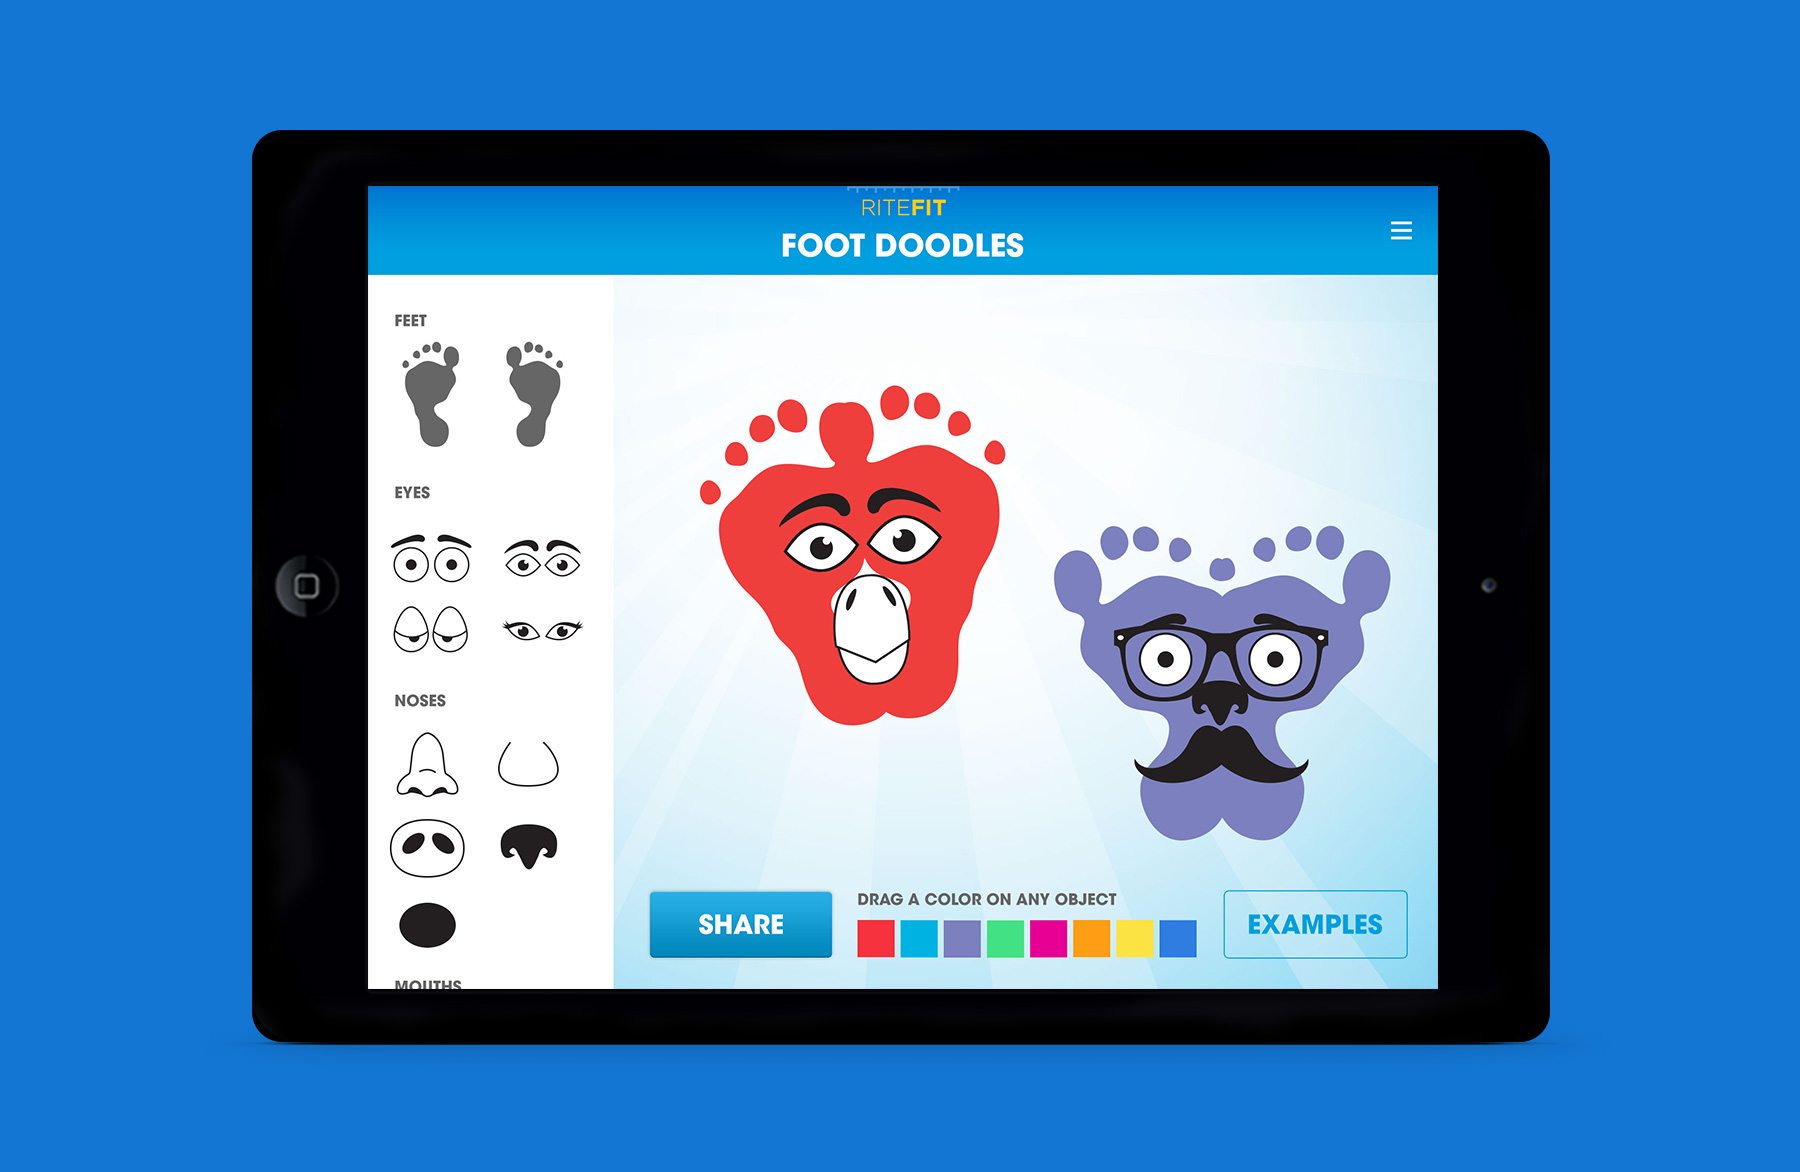 RITEFIT
FOOT DOODLES
FEET
EYES
NOSES
MOUTHS
SHARE
DRAG A COLOR ON ANY OBJECT
EXAMPLES